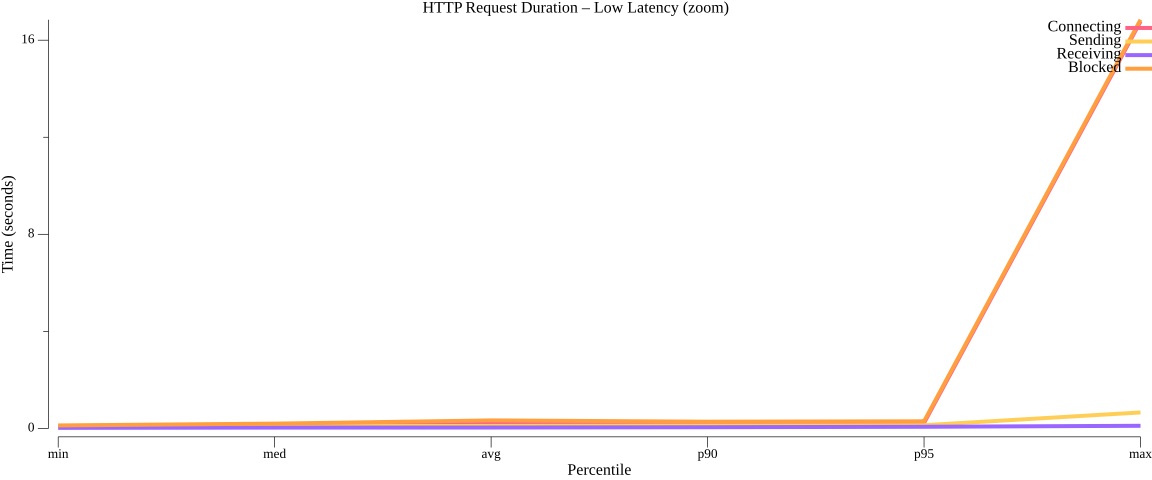 HTTP Request Duration – Low Latency (zoom)
Connecting
Sending
Receiving
Blocked
Time (seconds)
16
8
0
min med avg p90 p95 max
Percentile